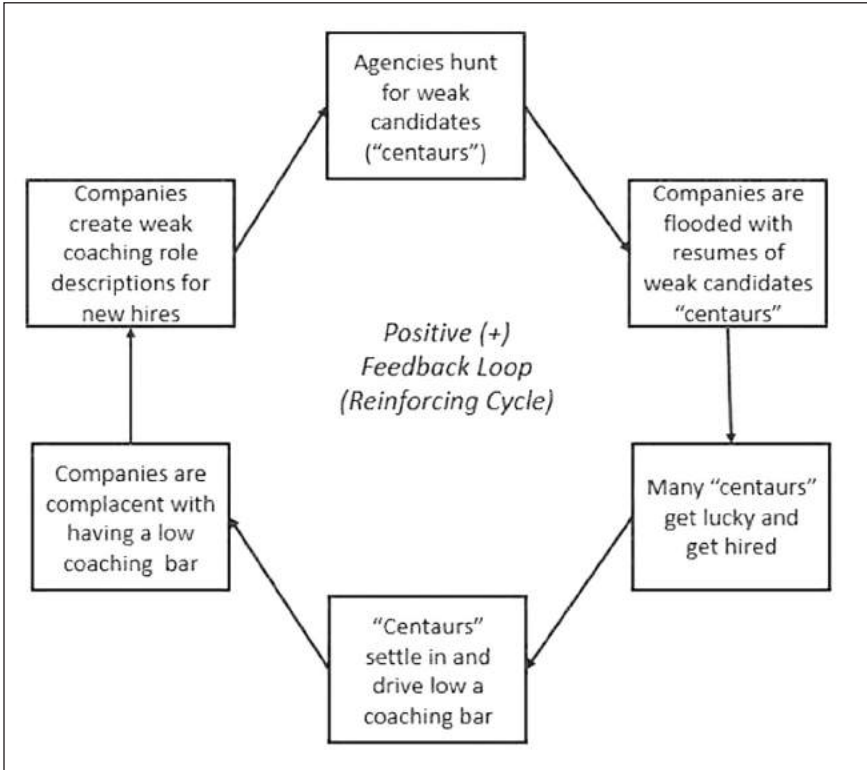 Agencies hunt
for weak
candidates
(“centaurs”)
Companies are
flooded with
resumes of
weak candidates
“centaurs”
Many “centaurs”
get lucky and
get hired
“Centaurs”
settle in and
drive low a
coaching bar
Companies are
complacent with
having a low
coaching bar
Companies
create weak
coaching role
descriptions for
new hires
Positive (+)
Feedback Loop
(Reinforcing Cycle)